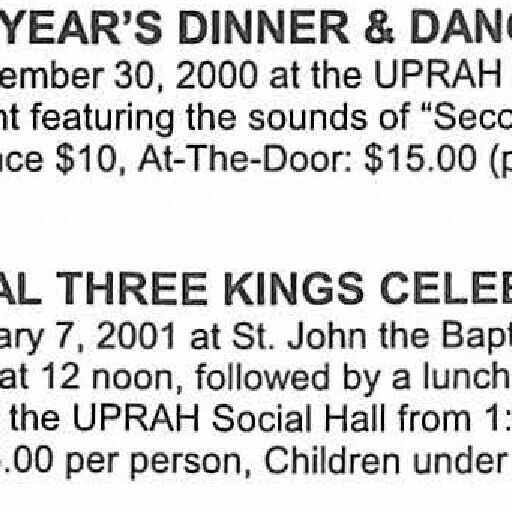 YEAR'S DINNER & DANC
ember 30, 2000 at the UPRAH
nt featuring the sounds of “Seco
nce $10, At-The-Door: $15.00 (p
AL THREE KINGS CELEB
ary 7, 2001 at St. John the Bapt
at 12 noon, followed by a lunch
the UPRAH Social Hall from 1:
.00 per person, Children under